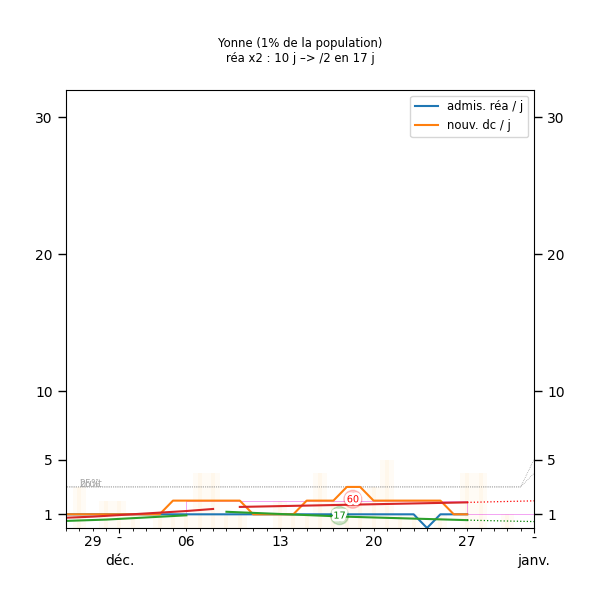 Yonne (1% de la population)
réa x2 : 10 j –> /2 en 17 j
admis. réa / j
nouv. dc / j
30 30
20 20
10 10
5 5
60
17
1 1
29 - 06 13 20 27 -
déc. janv.